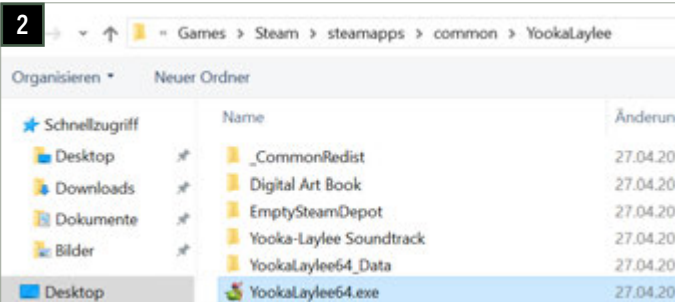 2
« Games > Steam > steamapps > common > YookaLaylee
Organisieren Neuer Ordner
Name Änderun
Schnellzugriff
Desktop _CommonRedist 27.04.20
Downloads Digital Art Book 27.04.20
Dokumente EmptySteamDepot 27.04.20
Bilder Yooka-Laylee Soundtrack 27.04.20
YookaLaylee64_Data 27.04.20
Desktop YookaLaylee64.exe 27.04.20